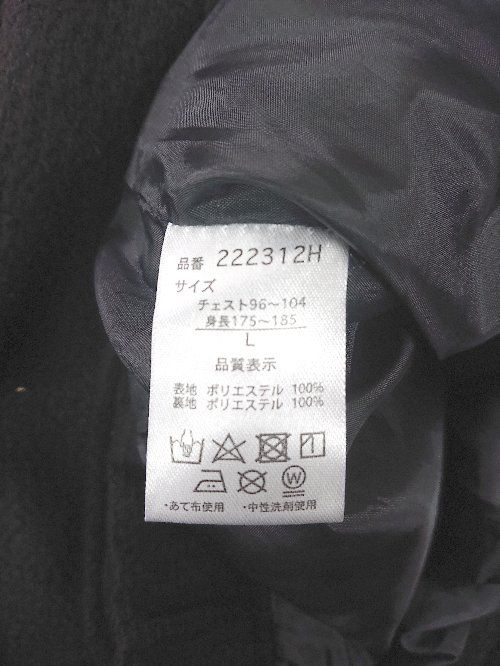 品番 222312H
サイズ
チェスト96～104
身長175～185
L
品質表示
表地 ポリエステル 100%
裏地 ポリエステル 100%
W
・あて布使用 ・中性洗剤使用